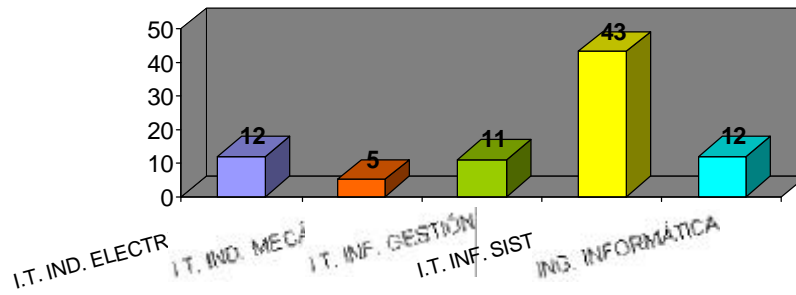 50
40
30
20
10
0
12
5
11
43
12
I.T. IND. ELECTR
I.T. IND. MECÁ
I.T. INF. GESTIÓN
I.T. INF. SIST
ING. INFORMÁTICA